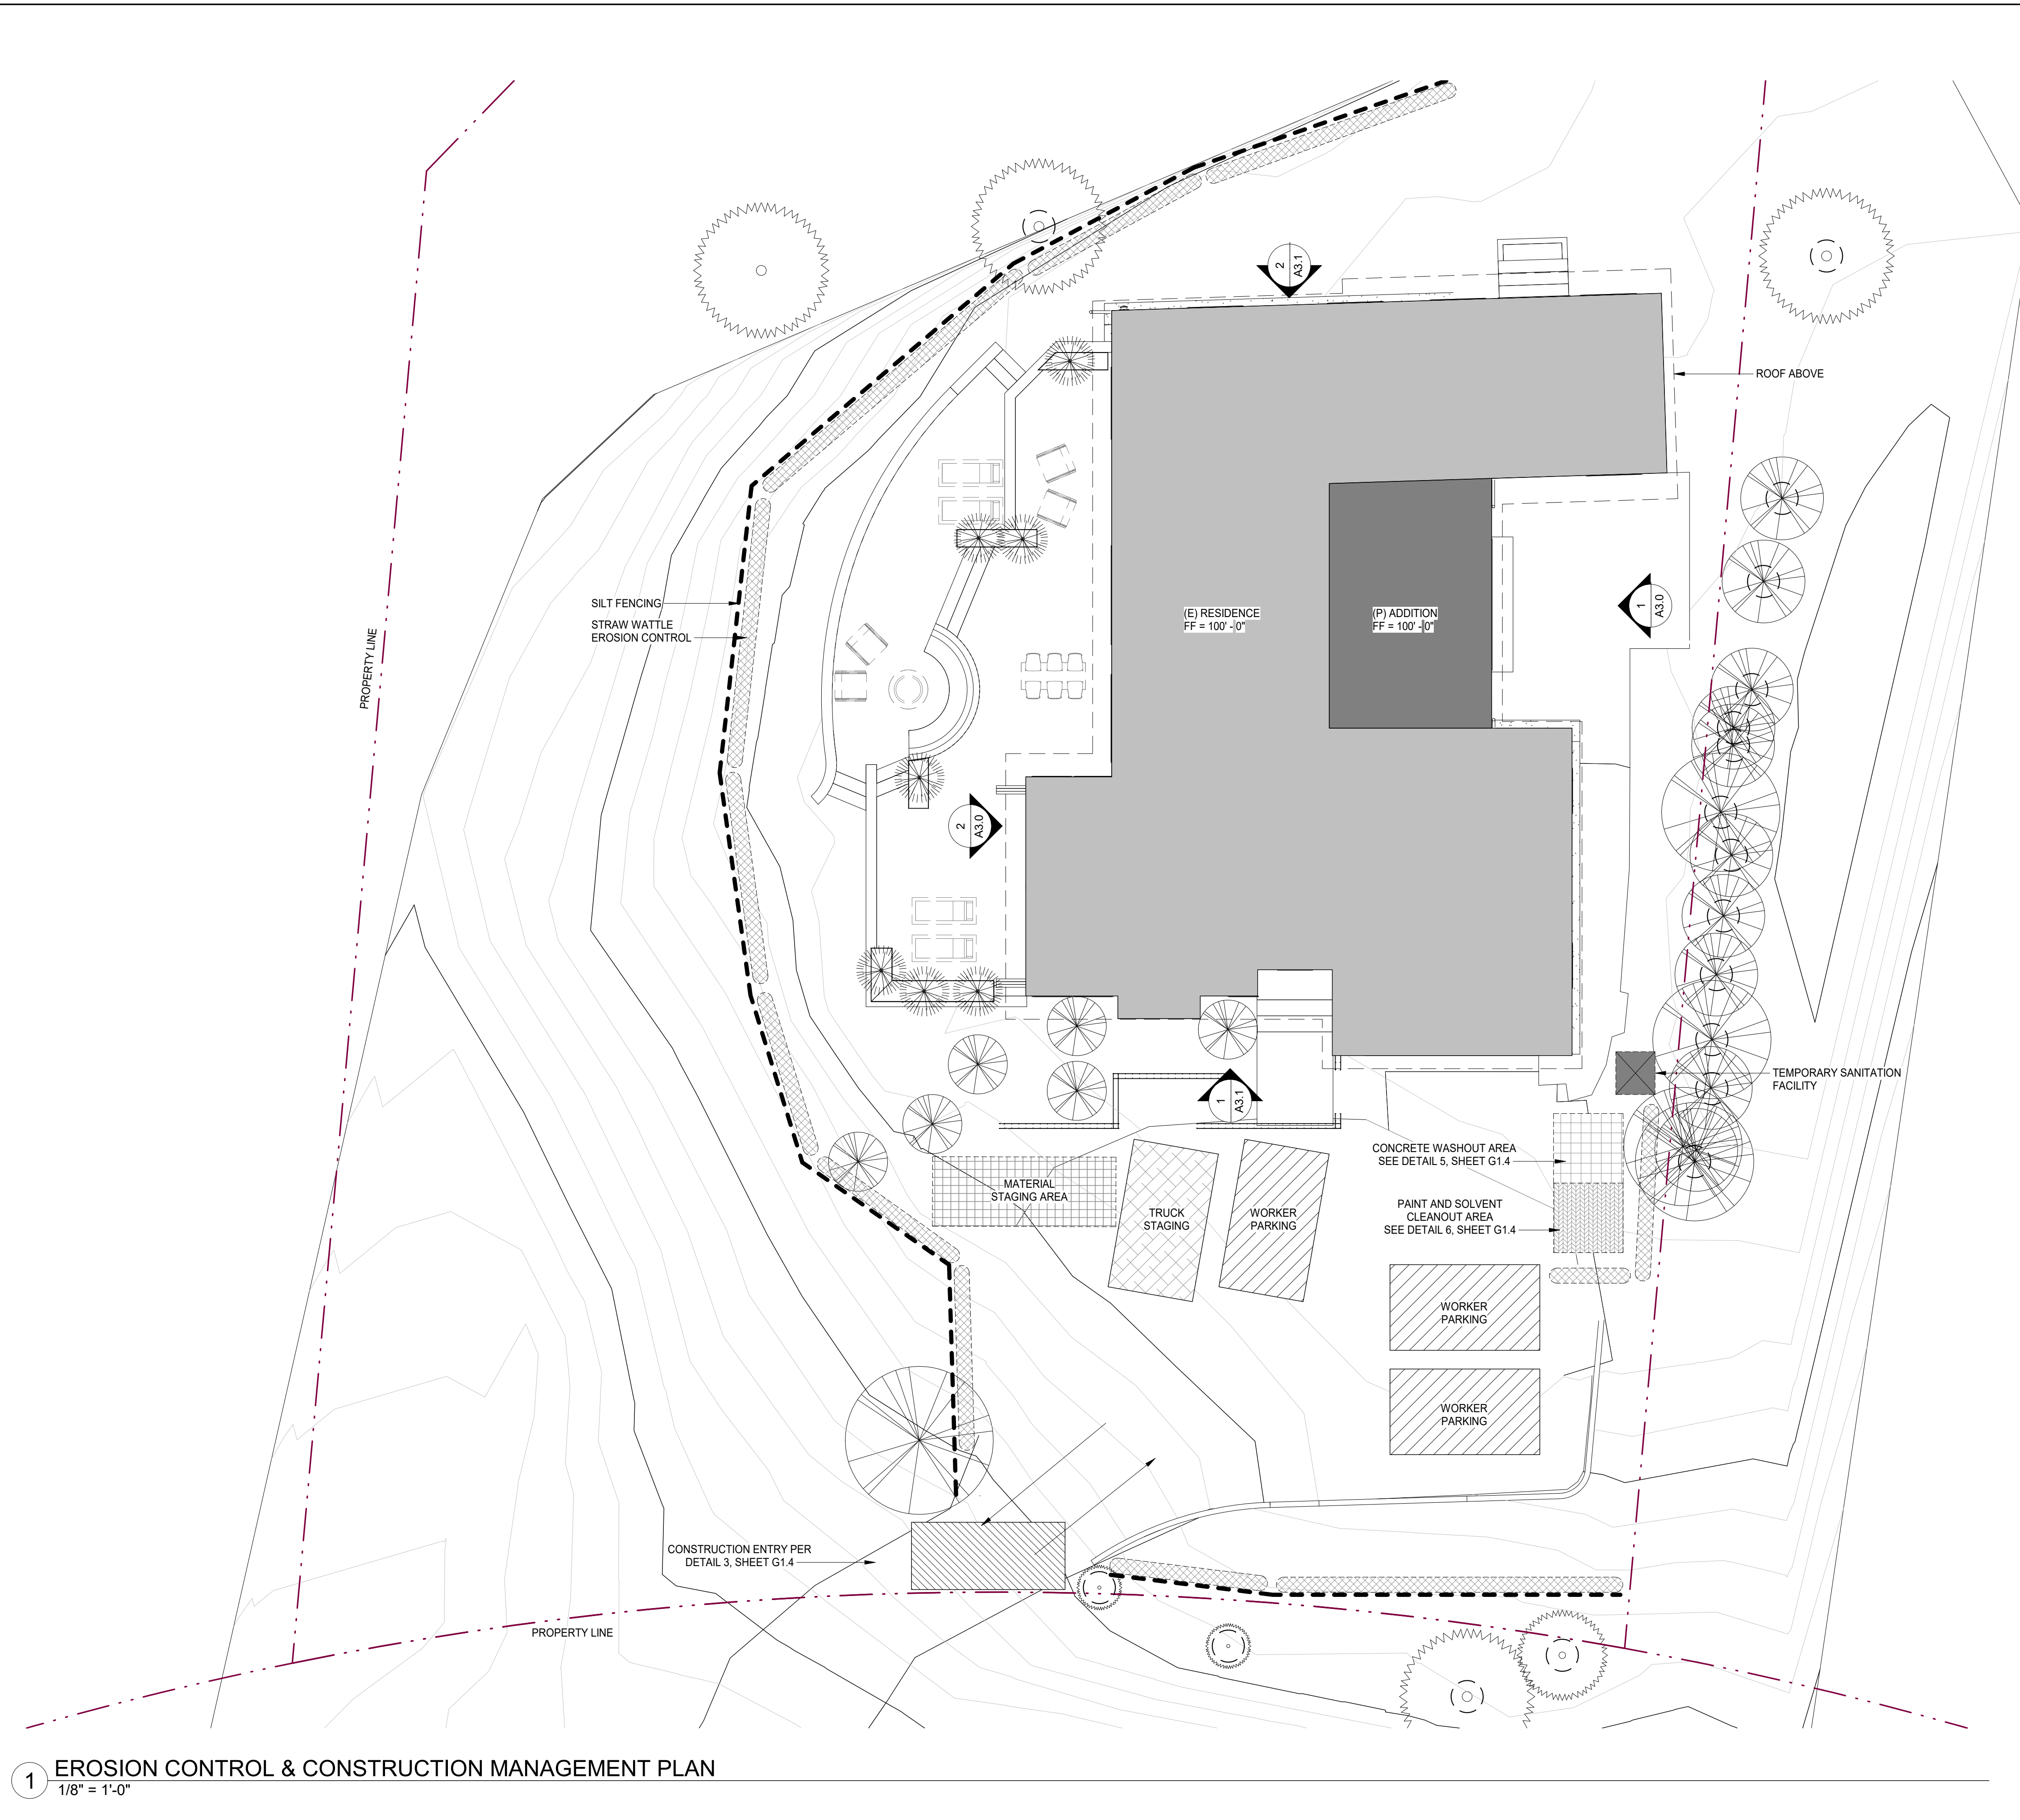 2
A3.1
ROOF ABOVE
SILT FENCING
STRAW WATTLE
EROSION CONTROL
PROPERTY LINE
(E) RESIDENCE
FF = 100' - 0"
(P) ADDITION
FF = 100' - 0"
1
A3.0
2
A3.0
TEMPORARY SANITATION
FACILITY
1
A3.1
CONCRETE WASHOUT AREA
SEE DETAIL 5, SHEET G1.4
MATERIAL
STAGING AREA
TRUCK
STAGING
WORKER
PARKING
PAINT AND SOLVENT
CLEANOUT AREA
SEE DETAIL 6, SHEET G1.4
WORKER
PARKING
WORKER
PARKING
CONSTRUCTION ENTRY PER
DETAIL 3, SHEET G1.4
PROPERTY LINE
1
EROSION CONTROL & CONSTRUCTION MANAGEMENT PLAN
1/8" = 1'-0"